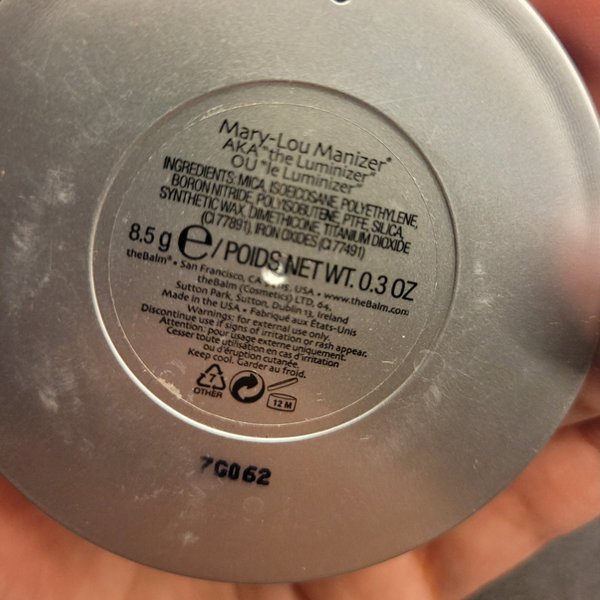 Mary-Lou Manizer®
AKA "the Luminizer"
OU "le Luminizer"
INGREDIENTS: MICA, ISOEICOSANE, POLYETHYLENE,
BORON NITRIDE, POLYISOBUTENE, PTFE, SILICA,
SYNTHETIC WAX, DIMETHICONE, TITANIUM DIOXIDE
(CI 77891), IRON OXIDES (CI 77491)
8.5 g e / POIDS NET WT. 0.3 OZ
theBalm® • San Francisco, CA USA • www.theBalm.com
theBalm (Cosmetics) LTD, 64,
Sutton Park, Sutton, Dublin 13, Ireland
Made in the USA • Fabriqué aux États-Unis
Warnings: for external use only.
Discontinue use if signs of irritation or rash appear.
Attention: pour usage externe uniquement.
Cesser toute utilisation en cas d'irritation
ou d'éruption cutanée.
Keep cool. Garder au froid.
7
OTHER
12 M
7G062